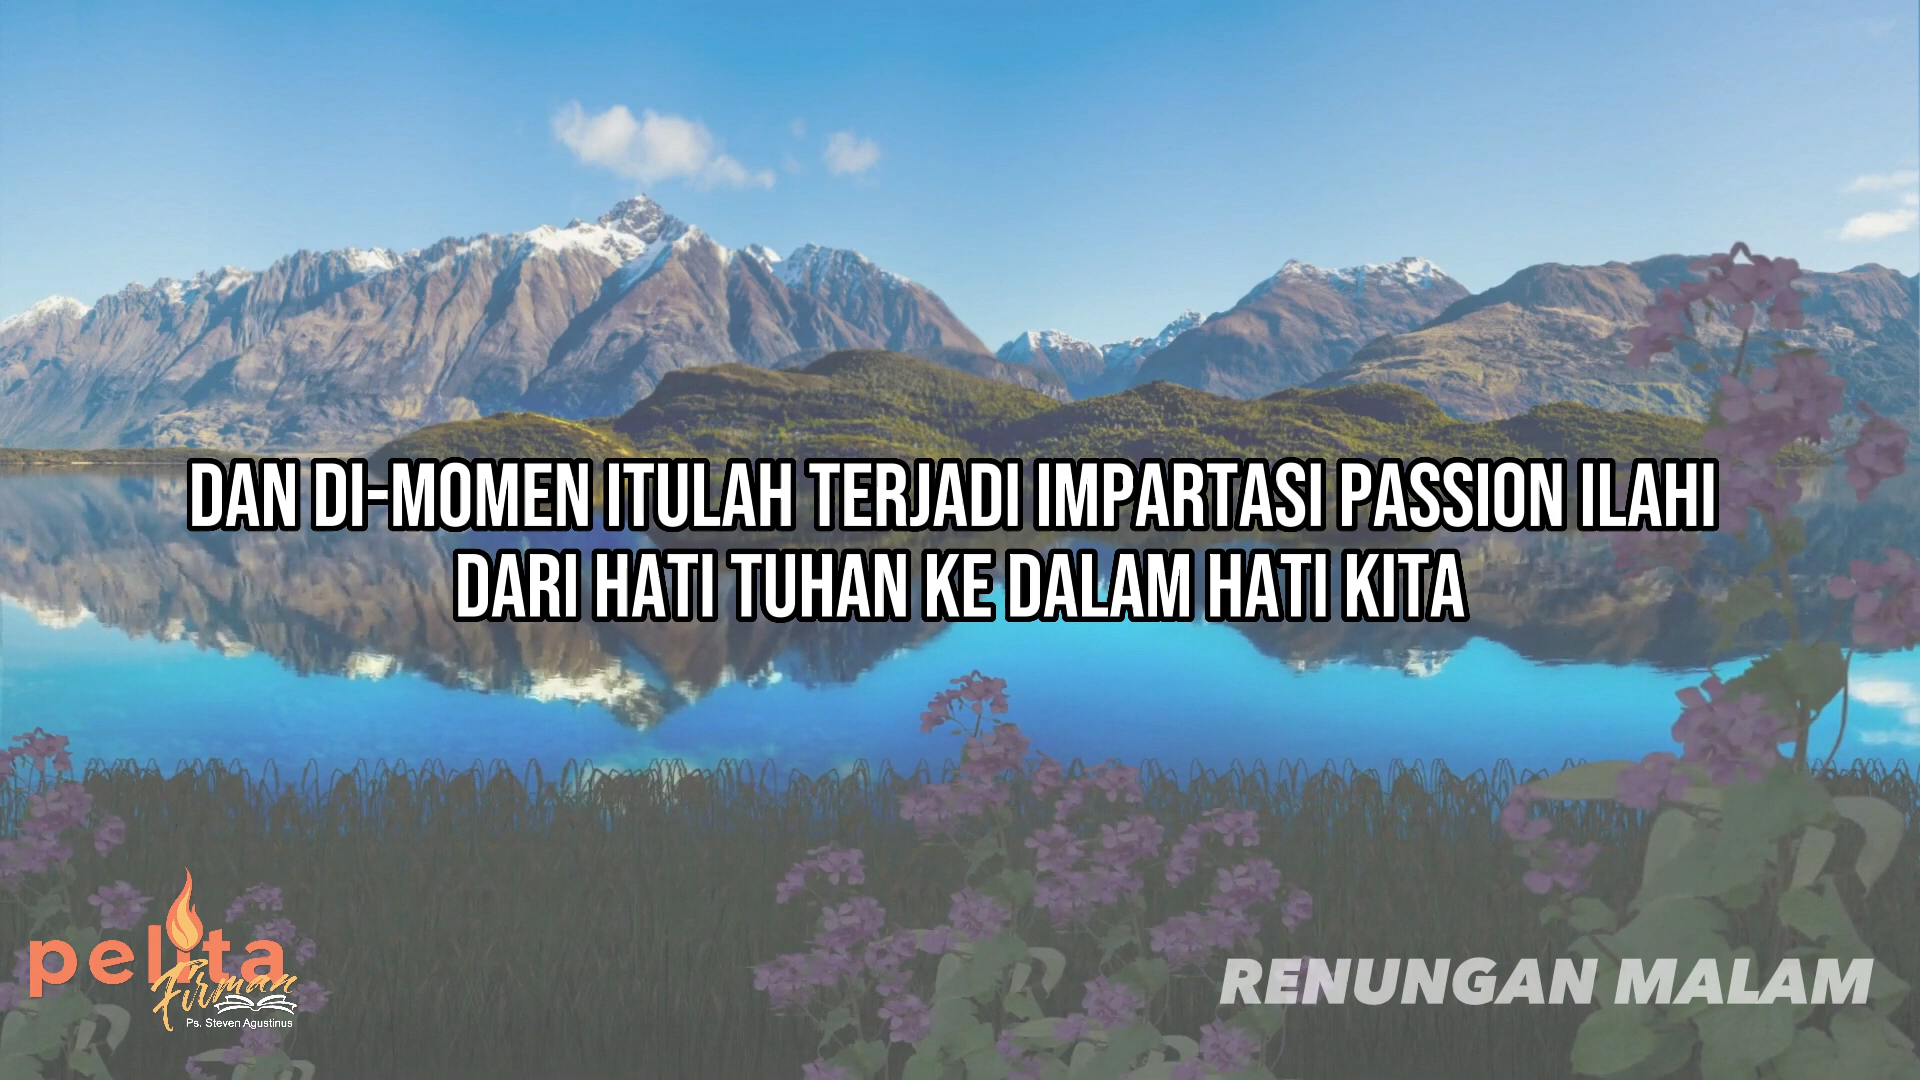 DAN DI-MOMEN ITULAH TERJADI IMPARTASI PASSION ILAHI
DARI HATI TUHAN KE DALAM HATI KITA
pelita
Firman
Ps. Steven Agustinus
RENUNGAN MALAM